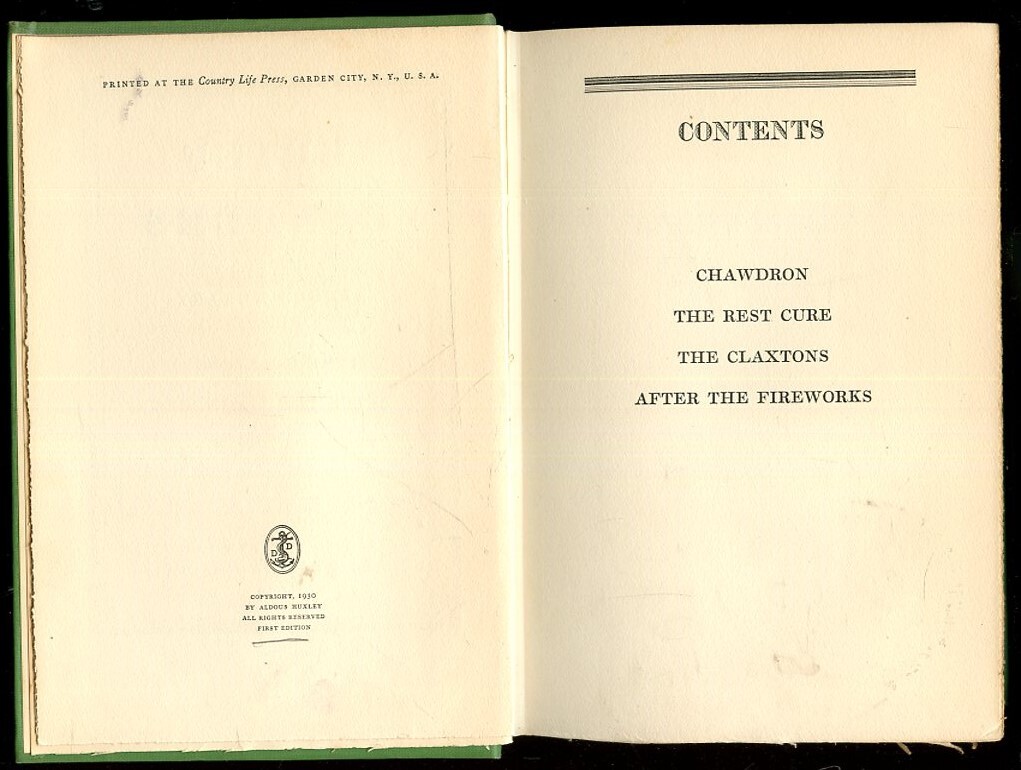 PRINTED AT THE Country Life Press, GARDEN CITY, N. Y., U. S. A.
D D
COPYRIGHT, 1930
BY ALDOUS HUXLEY
ALL RIGHTS RESERVED
FIRST EDITION
CONTENTS
CHAWDRON
THE REST CURE
THE CLAXTONS
AFTER THE FIREWORKS